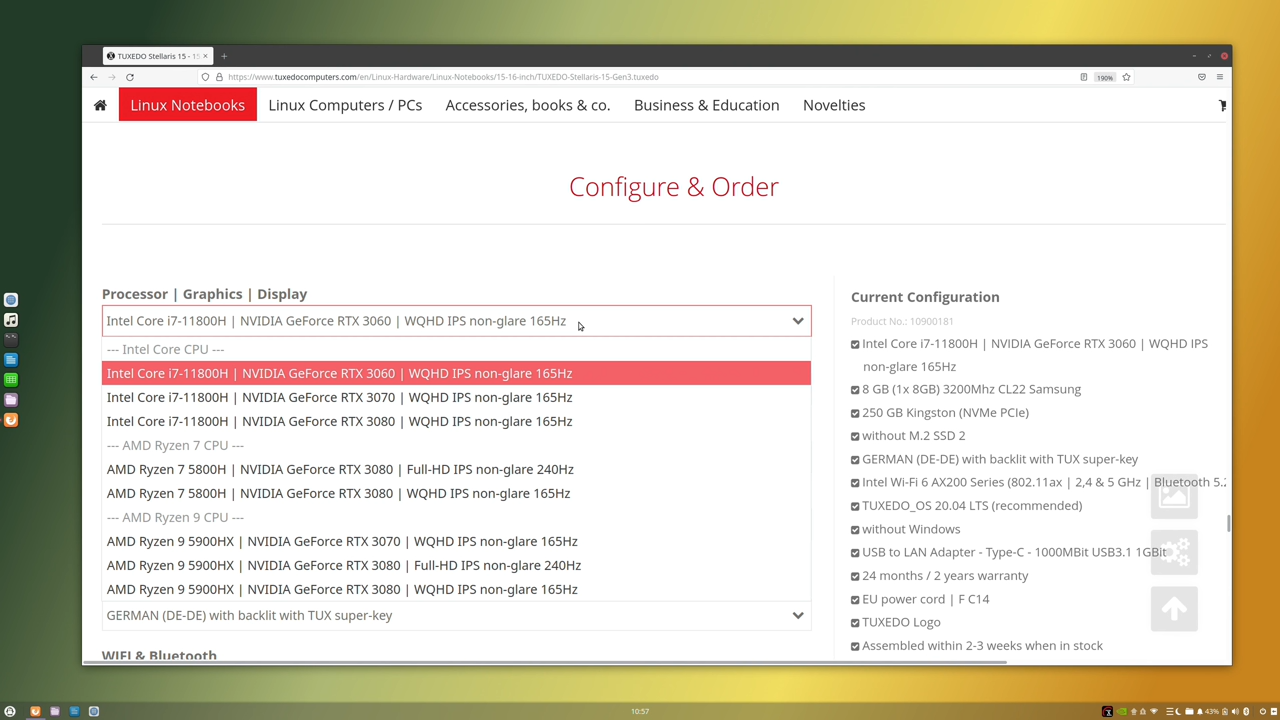 TUXEDO Stellaris 15 - 15
https://www.tuxedocomputers.com/en/Linux-Hardware/Linux-Notebooks/15-16-inch/TUXEDO-Stellaris-15-Gen3.tuxedo
190%
Linux Notebooks Linux Computers / PCs Accessories, books & co. Business & Education Novelties
Configure & Order
Processor | Graphics | Display
Intel Core i7-11800H | NVIDIA GeForce RTX 3060 | WQHD IPS non-glare 165Hz
--- Intel Core CPU ---
Intel Core i7-11800H | NVIDIA GeForce RTX 3060 | WQHD IPS non-glare 165Hz
Intel Core i7-11800H | NVIDIA GeForce RTX 3070 | WQHD IPS non-glare 165Hz
Intel Core i7-11800H | NVIDIA GeForce RTX 3080 | WQHD IPS non-glare 165Hz
--- AMD Ryzen 7 CPU ---
AMD Ryzen 7 5800H | NVIDIA GeForce RTX 3080 | Full-HD IPS non-glare 240Hz
AMD Ryzen 7 5800H | NVIDIA GeForce RTX 3080 | WQHD IPS non-glare 165Hz
--- AMD Ryzen 9 CPU ---
AMD Ryzen 9 5900HX | NVIDIA GeForce RTX 3070 | WQHD IPS non-glare 165Hz
AMD Ryzen 9 5900HX | NVIDIA GeForce RTX 3080 | Full-HD IPS non-glare 240Hz
AMD Ryzen 9 5900HX | NVIDIA GeForce RTX 3080 | WQHD IPS non-glare 165Hz
GERMAN (DE-DE) with backlit with TUX super-key
WIFI & Bluetooth
Current Configuration
Product No.: 10900181
Intel Core i7-11800H | NVIDIA GeForce RTX 3060 | WQHD IPS
non-glare 165Hz
8 GB (1x 8GB) 3200Mhz CL22 Samsung
250 GB Kingston (NVMe PCIe)
without M.2 SSD 2
GERMAN (DE-DE) with backlit with TUX super-key
Intel Wi-Fi 6 AX200 Series (802.11ax | 2,4 & 5 GHz | Bluetooth 5.2
TUXEDO_OS 20.04 LTS (recommended)
without Windows
USB to LAN Adapter - Type-C - 1000MBit USB3.1 1GBit
24 months / 2 years warranty
EU power cord | F C14
TUXEDO Logo
Assembled within 2-3 weeks when in stock
10:57
43%